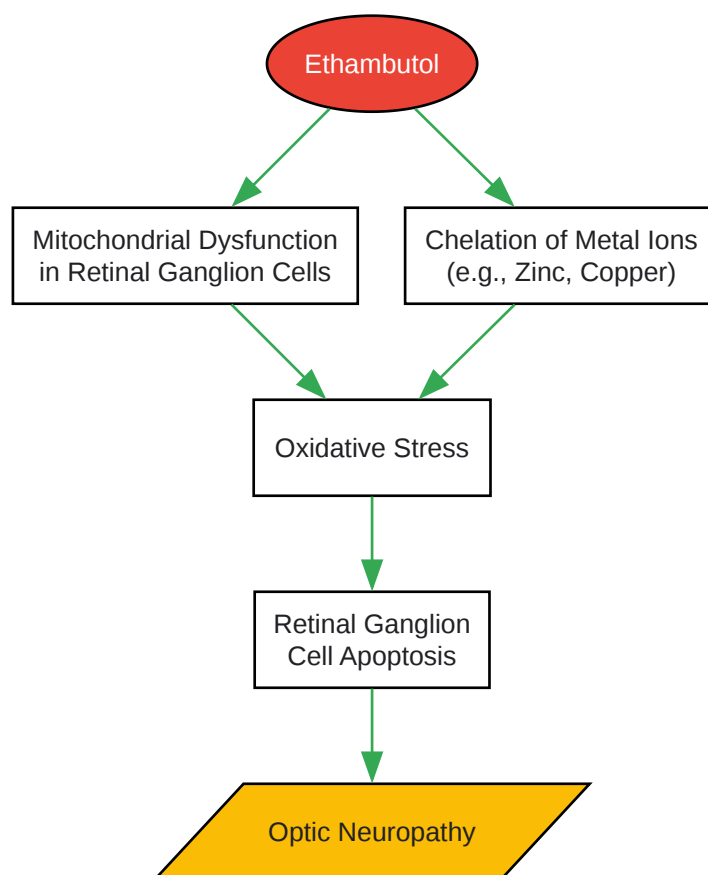 Ethambutol
Mitochondrial Dysfunction
in Retinal Ganglion Cells
Chelation of Metal Ions
(e.g., Zinc, Copper)
Oxidative Stress
Retinal Ganglion
Cell Apoptosis
Optic Neuropathy